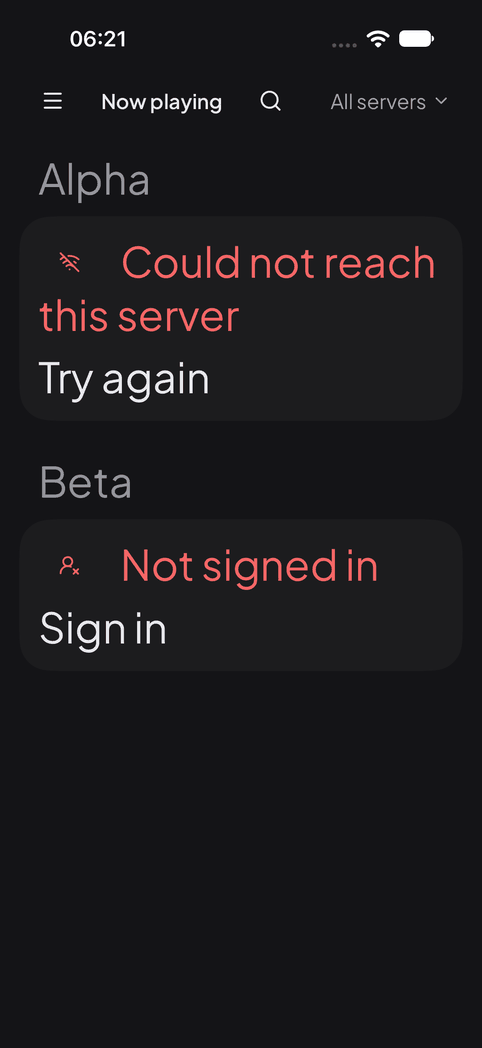 06:21
Now playing
All servers
Alpha
Could not reach
this server
Try again
Beta
Not signed in
Sign in